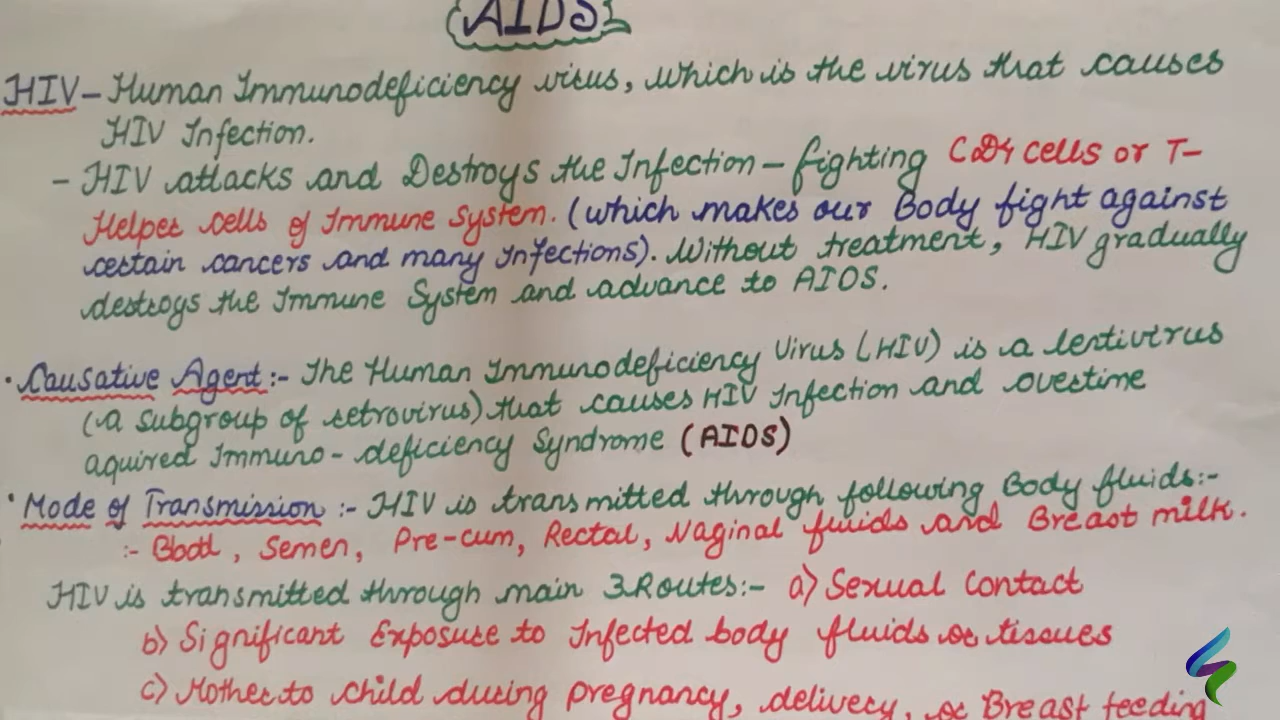 AIDS
HIV - Human Immunodeficiency virus, which is the virus that causes
HIV Infection.
- HIV attacks and Destroys the Infection - fighting CD4 cells or T-
Helper cells of Immune System. (which makes our Body fight against
certain cancers and many Infections). Without treatment, HIV gradually
destroys the Immune System and advance to AIDS.
· Causative Agent :- The Human Immunodeficiency Virus (HIV) is a lentivirus
(a subgroup of retrovirus) that causes HIV Infection and overtime
aquired Immuno-deficiency Syndrome (AIDS)
· Mode of Transmission :- HIV is transmitted through following Body fluids:-
:- Blood, Semen, Pre-cum, Rectal, Vaginal fluids and Breast milk.
HIV is transmitted through main 3 Routes:- a) Sexual Contact
b) Significant Exposure to Infected body fluids or tissues
c) Mother to child during pregnancy, delivery, or Breast feeding